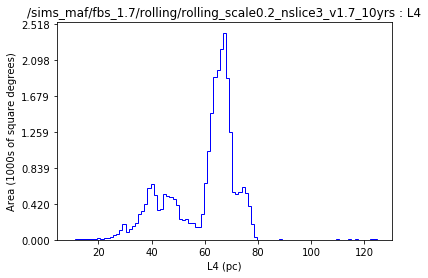 /sims_maf/fbs_1.7/rolling/rolling_scale0.2_nslice3_v1.7_10yrs : L4
2.518
2.098
1.679
1.259
0.839
0.420
0.000
Area (1000s of square degrees)
20 40 60 80 100 120
L4 (pc)